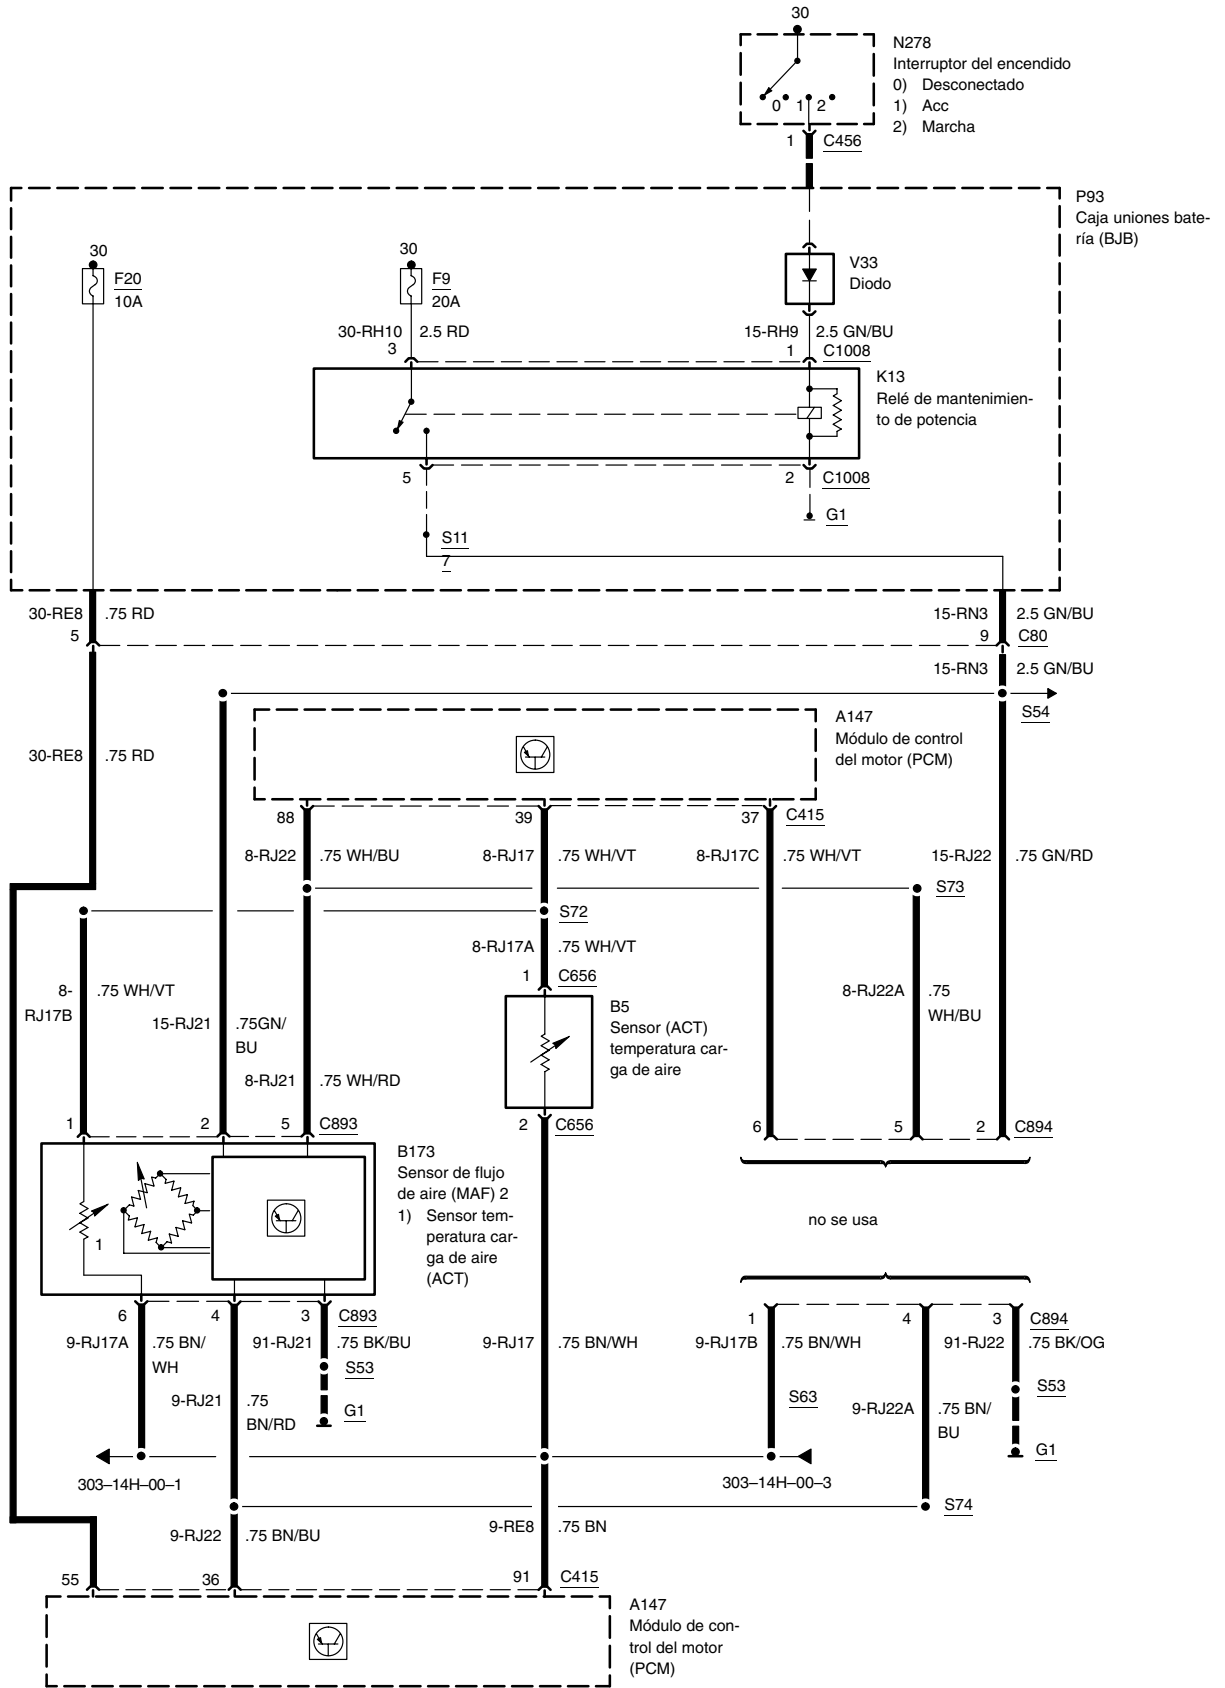 30
N278
Interruptor del encendido
0) Desconectado
1) Acc
2) Marcha
0 1 2
1 C456
P93
Caja uniones bate-
ría (BJB)
30
F20
10A
30
F9
20A
V33
Diodo
30-RH10 2.5 RD
3
15-RH9 2.5 GN/BU
1 C1008
K13
Relé de mantenimien-
to de potencia
5
2 C1008
G1
S11
7
30-RE8 .75 RD
5
15-RN3 2.5 GN/BU
9 C80
15-RN3 2.5 GN/BU
S54
A147
Módulo de control
del motor (PCM)
30-RE8 .75 RD
88 39 37 C415
8-RJ22 .75 WH/BU
8-RJ17 .75 WH/VT
8-RJ17C .75 WH/VT
15-RJ22 .75 GN/RD
S73
S72
8-RJ17A .75 WH/VT
1 C656
8-
RJ17B
.75 WH/VT
15-RJ21
.75GN/
BU
8-RJ21 .75 WH/RD
B5
Sensor (ACT)
temperatura car-
ga de aire
8-RJ22A
.75
WH/BU
1 2 5 C893
2 C656
6 5 2 C894
B173
Sensor de flujo
de aire (MAF) 2
1) Sensor tem-
peratura car-
ga de aire
(ACT)
1
no se usa
6 4 3 C893
9-RJ17A
.75 BN/
WH
91-RJ21 .75 BK/BU
S53
9-RJ21
.75
BN/RD
G1
9-RJ17 .75 BN/WH
1 4 3 C894
9-RJ17B .75 BN/WH
91-RJ22 .75 BK/OG
S63
S53
9-RJ22A
.75 BN/
BU
G1
303–14H–00–1
303–14H–00–3
S74
9-RJ22 .75 BN/BU
9-RE8 .75 BN
55 36 91 C415
A147
Módulo de con-
trol del motor
(PCM)